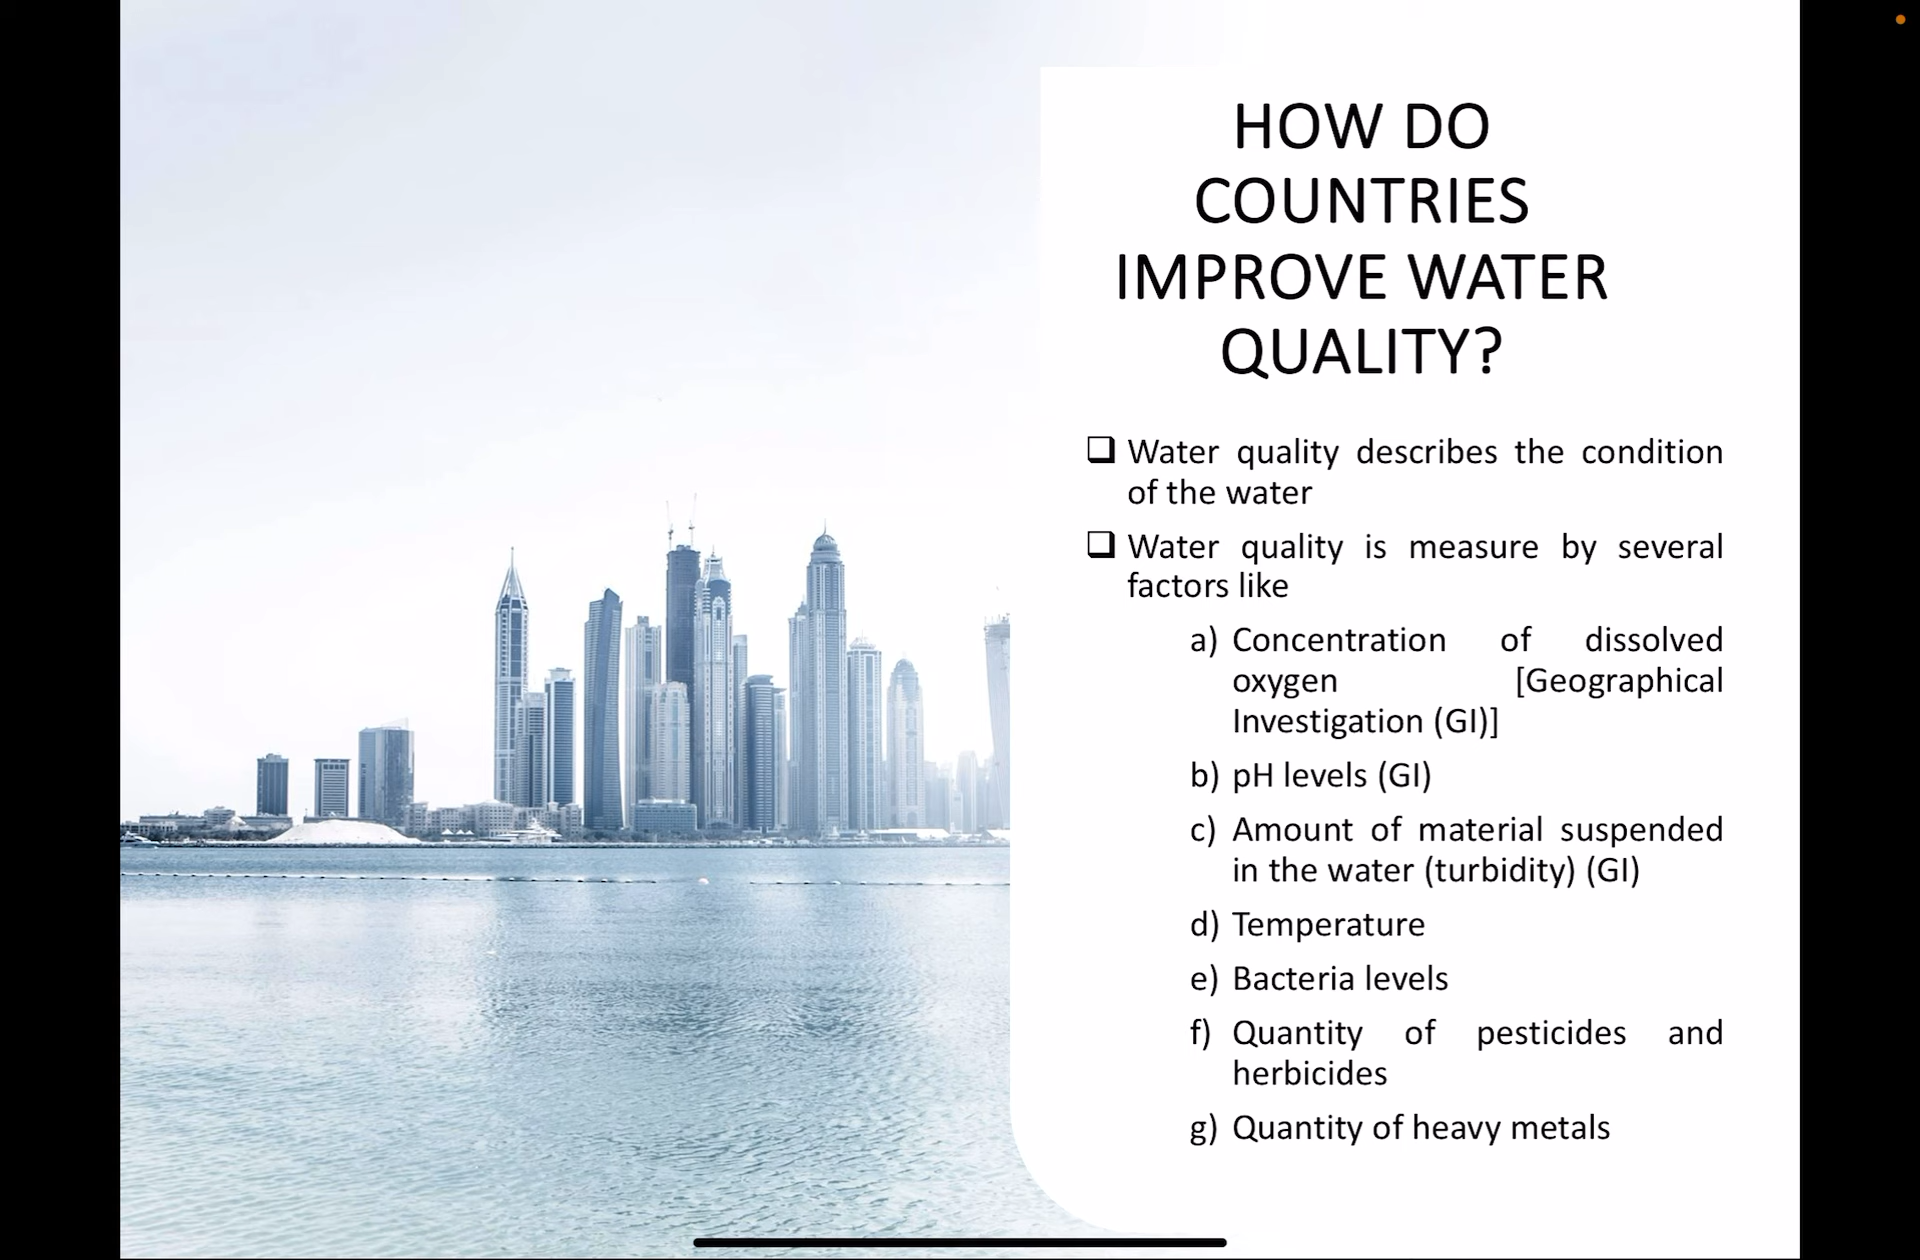 HOW DO
COUNTRIES
IMPROVE WATER
QUALITY?
❑ Water quality describes the condition
of the water
❑ Water quality is measure by several
factors like
a) Concentration of dissolved
oxygen [Geographical
Investigation (GI)]
b) pH levels (GI)
c) Amount of material suspended
in the water (turbidity) (GI)
d) Temperature
e) Bacteria levels
f) Quantity of pesticides and
herbicides
g) Quantity of heavy metals